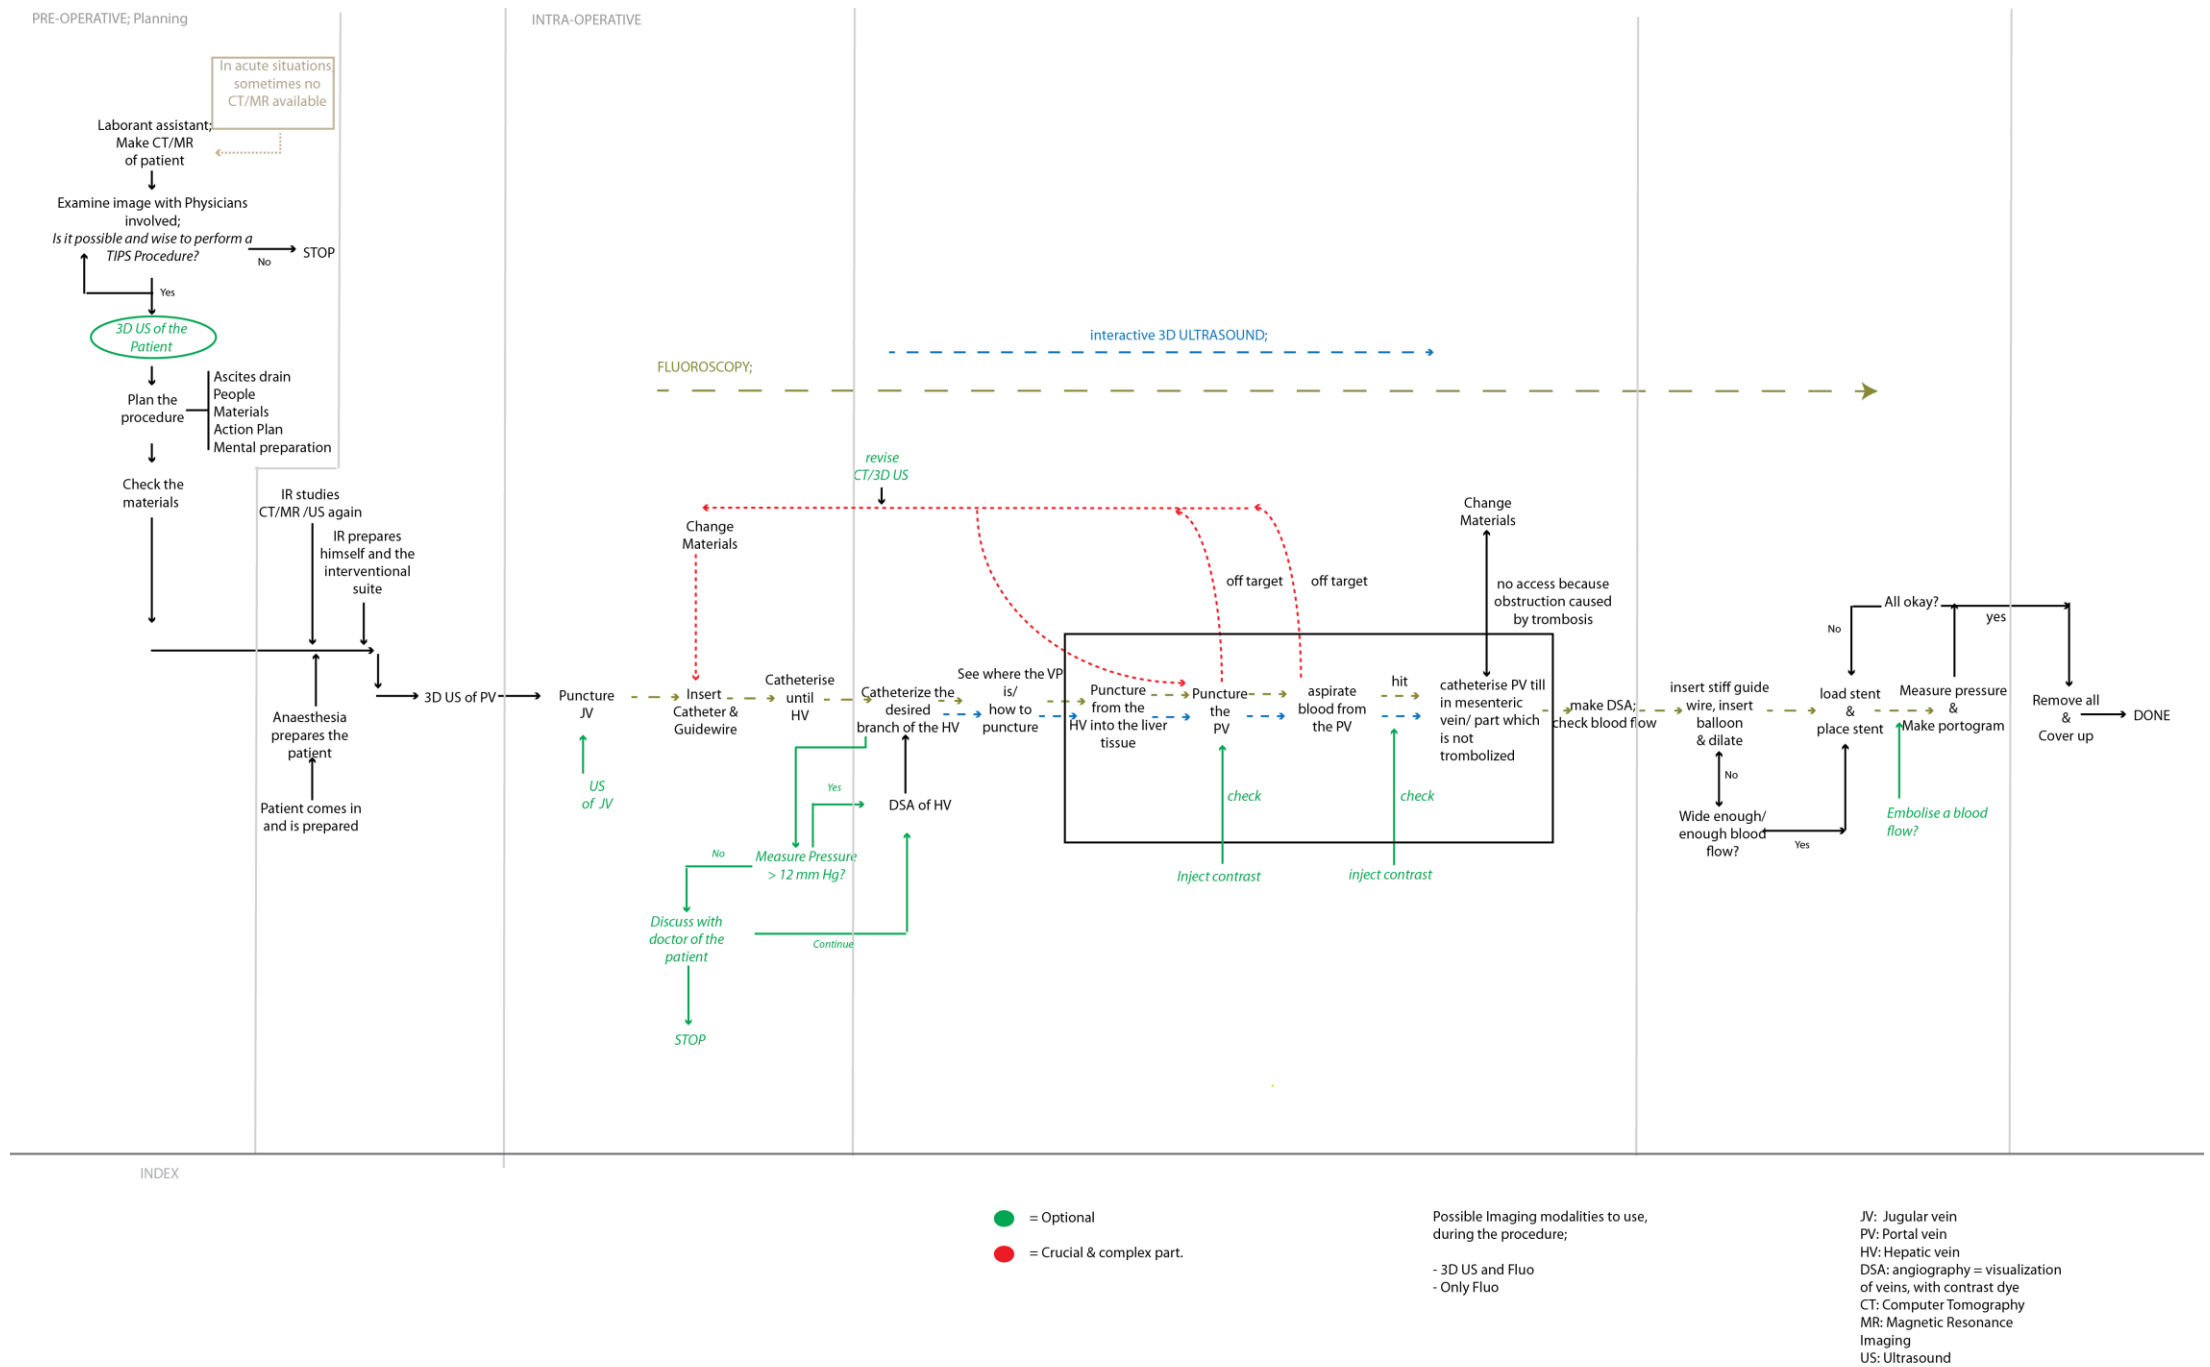 PRE-OPERATIVE; Planning
INTRA-OPERATIVE
In acute situations
sometimes no
CT/MR available
Laborant assistant;
Make CT/MR
of patient
Examine image with Physicians
involved;
Is it possible and wise to perform a
TIPS Procedure?
No
STOP
Yes
3D US of the
Patient
Plan the
procedure
Ascites drain
People
Materials
Action Plan
Mental preparation
Check the
materials
IR studies
CT/MR /US again
IR prepares
himself and the
interventional
suite
Anaesthesia
prepares the
patient
Patient comes in
and is prepared
3D US of PV
interactive 3D ULTRASOUND;
FLUOROSCOPY;
revise
CT/3D US
Change
Materials
Puncture
JV
US
of JV
Insert
Catheter &
Guidewire
Catheterise
until
HV
Catheterize the
desired
branch of the HV
DSA of HV
Yes
Measure Pressure
> 12 mm Hg?
No
Discuss with
doctor of the
patient
Continue
STOP
See where the VP
is/
how to
puncture
Puncture
from the
HV into the liver
tissue
Puncture
the
PV
off target
off target
aspirate
blood from
the PV
hit
check
check
Inject contrast
inject contrast
Change
Materials
no access because
obstruction caused
by trombosis
catheterise PV till
in mesenteric
vein/ part which
is not
trombolized
make DSA;
check blood flow
insert stiff guide
wire, insert
balloon
& dilate
No
Wide enough/
enough blood
flow?
Yes
All okay?
No
yes
load stent
&
place stent
Measure pressure
&
Make portogram
Embolise a blood
flow?
Remove all
&
Cover up
DONE
INDEX
= Optional
= Crucial & complex part.
Possible Imaging modalities to use,
during the procedure;
- 3D US and Fluo
- Only Fluo
JV: Jugular vein
PV: Portal vein
HV: Hepatic vein
DSA: angiography = visualization
of veins, with contrast dye
CT: Computer Tomography
MR: Magnetic Resonance
Imaging
US: Ultrasound